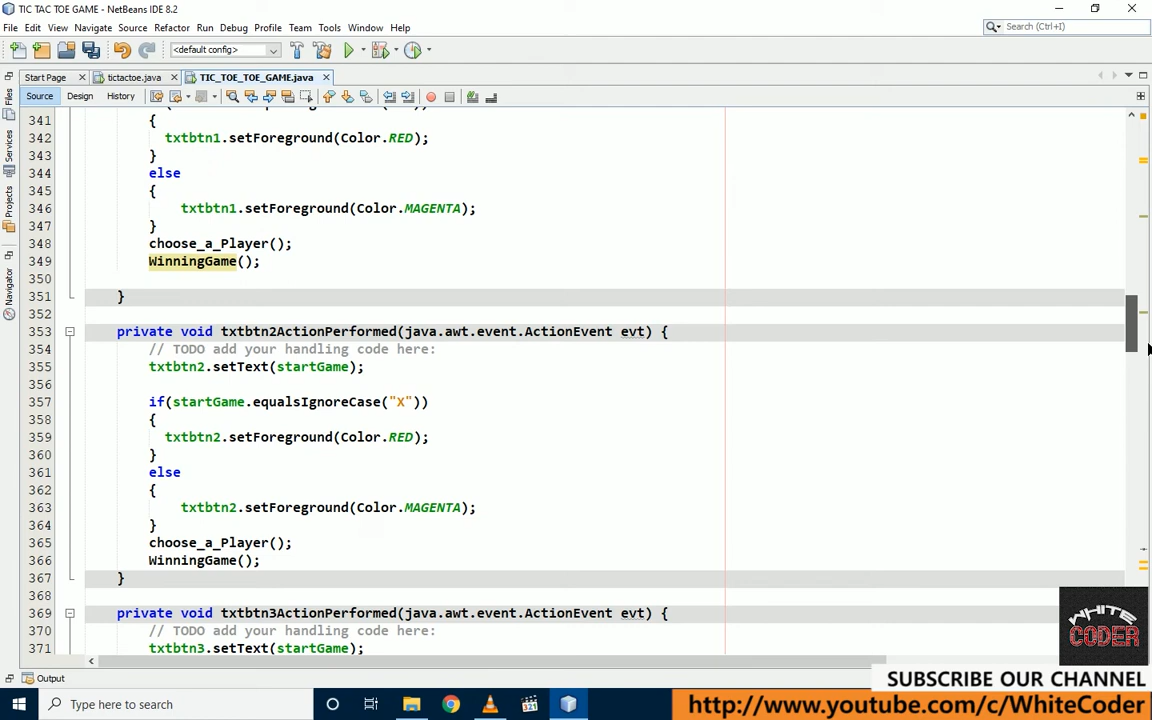 TIC TAC TOE GAME - NetBeans IDE 8.2
File Edit View Navigate Source Refactor Run Debug Profile Team Tools Window Help
Search (Ctrl+I)
<default config>
Start Page tictactoe.java TIC_TOE_TOE_GAME.java
Source Design History
Files
Services
Projects
Navigator
341 {
342 txtbtn1.setForeground(Color.RED);
343 }
344 else
345 {
346 txtbtn1.setForeground(Color.MAGENTA);
347 }
348 choose_a_Player();
349 WinningGame();
350
351 }
352
353 private void txtbtn2ActionPerformed(java.awt.event.ActionEvent evt) {
354 // TODO add your handling code here:
355 txtbtn2.setText(startGame);
356
357 if(startGame.equalsIgnoreCase("X"))
358 {
359 txtbtn2.setForeground(Color.RED);
360 }
361 else
362 {
363 txtbtn2.setForeground(Color.MAGENTA);
364 }
365 choose_a_Player();
366 WinningGame();
367 }
368
369 private void txtbtn3ActionPerformed(java.awt.event.ActionEvent evt) {
370 // TODO add your handling code here:
371 txtbtn3.setText(startGame);
WHITE
CODER
Output
SUBSCRIBE OUR CHANNEL
Type here to search
321
http://www.youtube.com/c/WhiteCoder